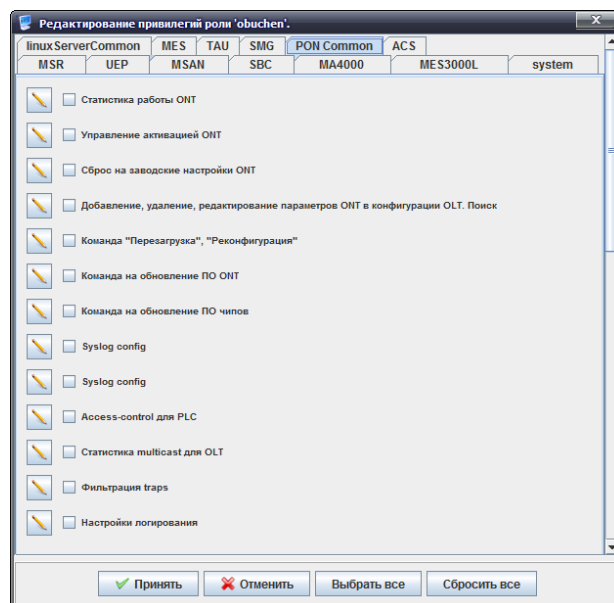 Редактирование привилегий роли 'obuchen'.
linuxServerCommon MES TAU SMG PON Common ACS
MSR UEP MSAN SBC MA4000 MES3000L system
Статистика работы ONT
Управление активацией ONT
Сброс на заводские настройки ONT
Добавление, удаление, редактирование параметров ONT в конфигурации OLT. Поиск
Команда "Перезагрузка", "Реконфигурация"
Команда на обновление ПО ONT
Команда на обновление ПО чипов
Syslog config
Syslog config
Access-control для PLC
Статистика multicast для OLT
Фильтрация traps
Настройки логирования
Принять Отменить Выбрать все Сбросить все